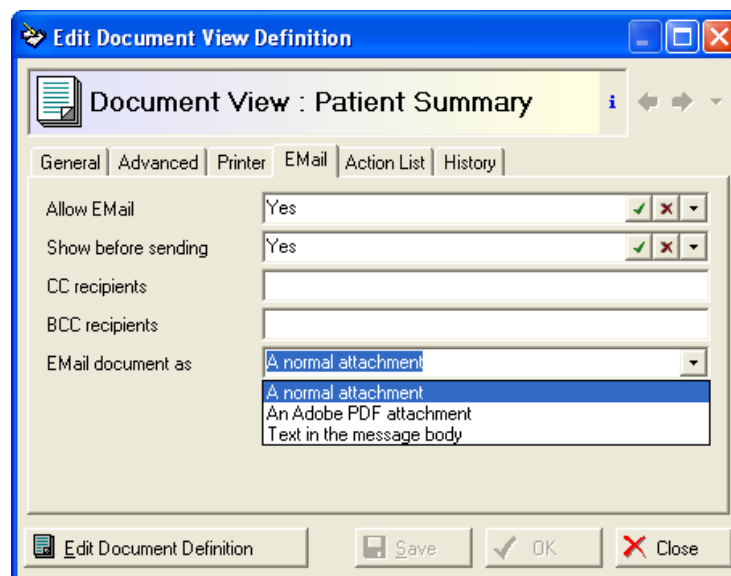 Edit Document View Definition
Document View : Patient Summary
i
General Advanced Printer EMail Action List History
Allow EMail Yes
Show before sending Yes
CC recipients
BCC recipients
EMail document as A normal attachment
A normal attachment
An Adobe PDF attachment
Text in the message body
Edit Document Definition Save OK Close